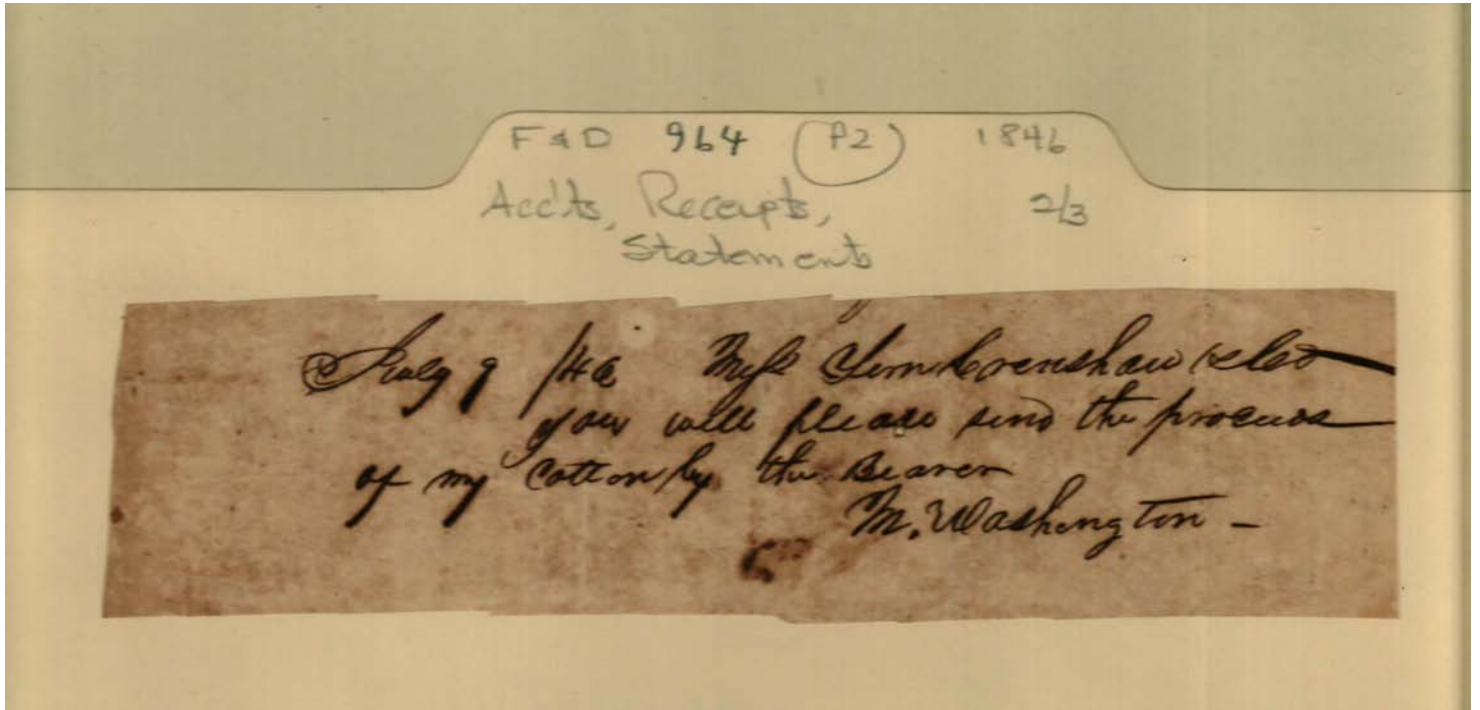 F & D 964 (P2) 1846
Acc'ts, Receipts, 2/3
Statements
July 9 /46 Crenshaw & Co
you will please send the proceeds
of my Cotton by the Bearer
M. Washington –